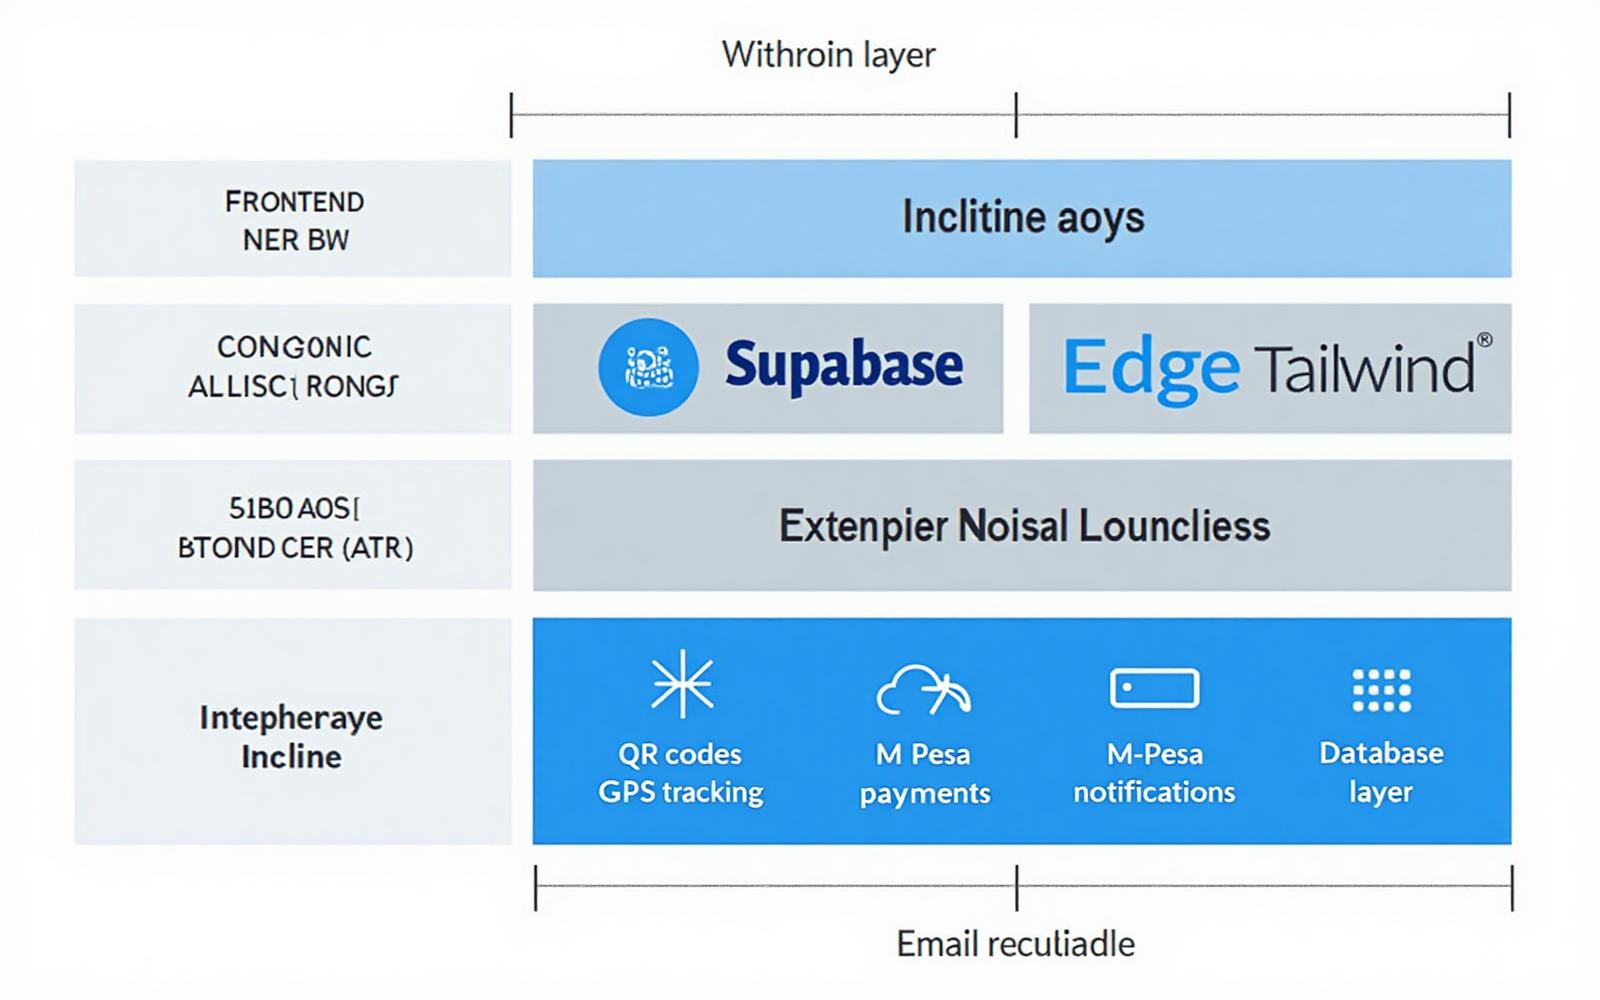 Withroin layer
FRONTEND
NER BW
Inclitine aoys
CONGONIC
ALLISC RONGS
Supabase
Edge Tailwind®
51BO AOS
BTOND CER (ATR)
Extenpier Noisal Louncliess
Intepheraye
Incline
QR codes
GPS tracking
M Pesa
payments
M-Pesa
notifications
Database
layer
Email recutiadle